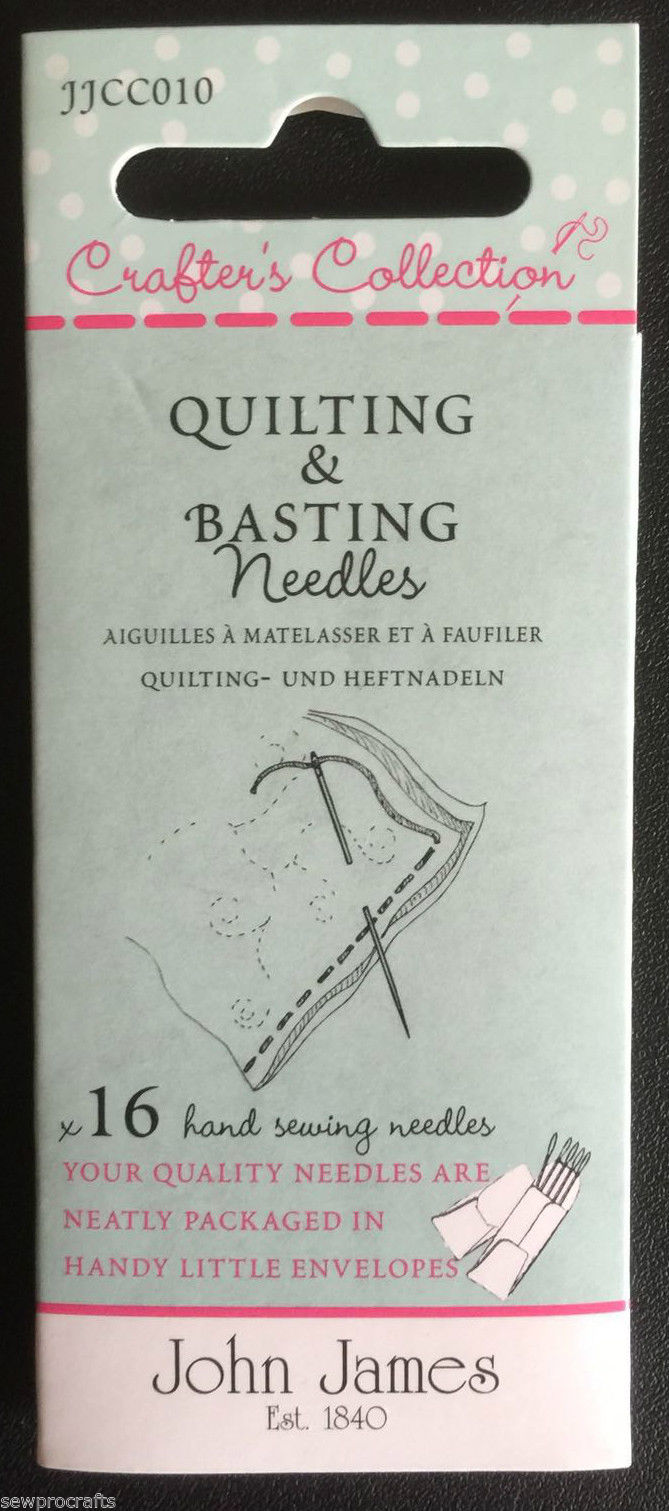 JJCC010
Crafter's Collection
QUILTING
&
BASTING
Needles
AIGUILLES À MATELASSER ET À FAUFILER
QUILTING- UND HEFTNADELN
x 16 hand sewing needles
YOUR QUALITY NEEDLES ARE
NEATLY PACKAGED IN
HANDY LITTLE ENVELOPES
John James
Est. 1840
sewprocrafts